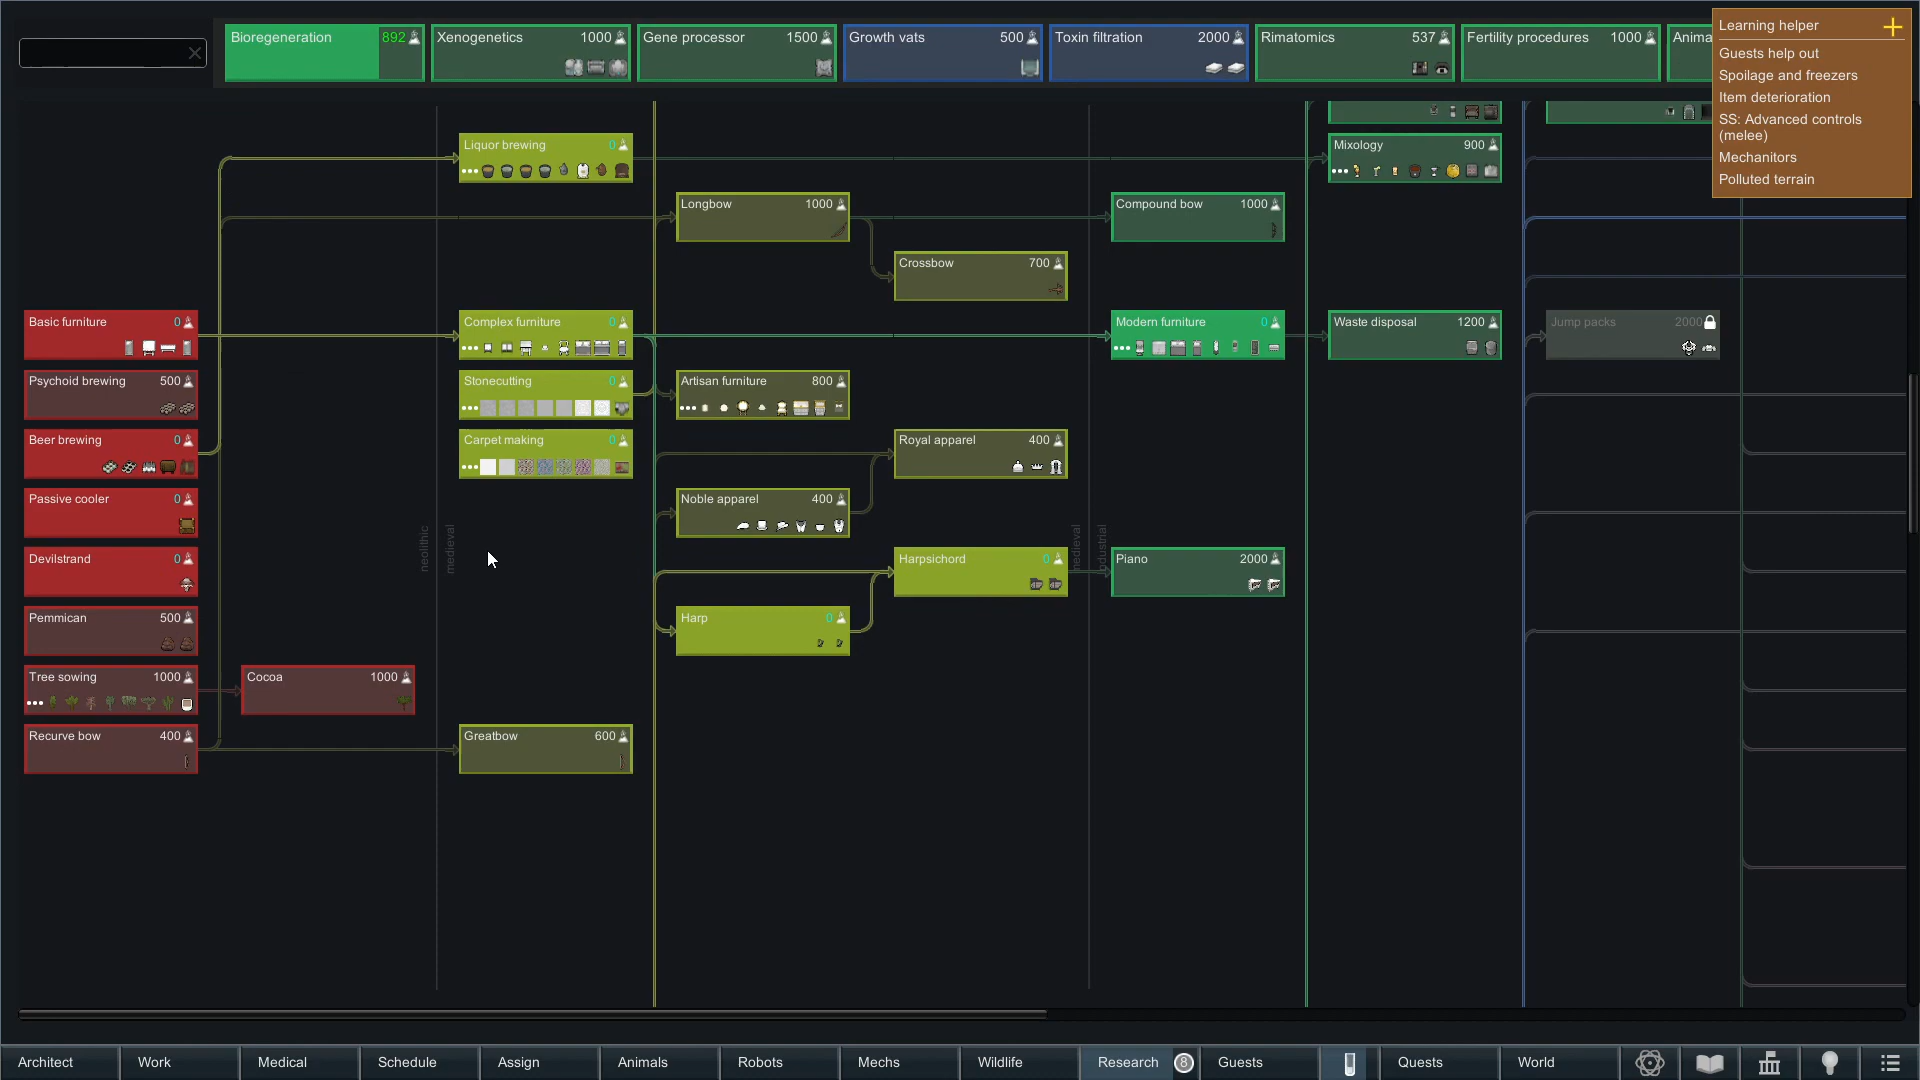 Bioregeneration 892
Xenogenetics 1000
Gene processor 1500
Growth vats 500
Toxin filtration 2000
Rimatomics 537
Fertility procedures 1000
Anima
Learning helper
Guests help out
Spoilage and freezers
Item deterioration
SS: Advanced controls
(melee)
Mechanitors
Polluted terrain
Liquor brewing 0
Mixology 900
Longbow 1000
Compound bow 1000
Crossbow 700
Basic furniture 0
Complex furniture 0
Modern furniture 0
Waste disposal 1200
Jump packs 2000
Psychoid brewing 500
Stonecutting 0
Artisan furniture 800
Beer brewing 0
Carpet making 0
Royal apparel 400
Passive cooler 0
Noble apparel 400
neolithic
medieval
medieval
industrial
Devilstrand 0
Harpsichord 0
Piano 2000
Pemmican 500
Harp 0
Tree sowing 1000
Cocoa 1000
Recurve bow 400
Greatbow 600
Architect
Work
Medical
Schedule
Assign
Animals
Robots
Mechs
Wildlife
Research 8
Guests
Quests
World